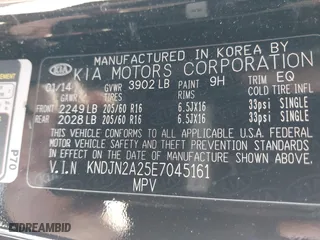 MANUFACTURED IN KOREA BY
KIA KIA MOTORS CORPORATION
01/14 GVWR 3902 LB PAINT 9H TRIM EQ
GAWR TIRES RIMS COLD TIRE INFL
FRONT 2249 LB 205/60 R16 6.5JX16 33psi SINGLE
REAR 2028 LB 205/60 R16 6.5JX16 33psi SINGLE
THIS VEHICLE CONFORMS TO ALL APPLICABLE U.S.A. FEDERAL
MOTOR VEHICLE SAFETY AND THEFT PREVENTION STANDARDS IN
EFFECT ON THE DATE OF MANUFACTURE SHOWN ABOVE.
V.I.N KNDJN2A25E7045161
MPV
P70
DREAMBID.COM